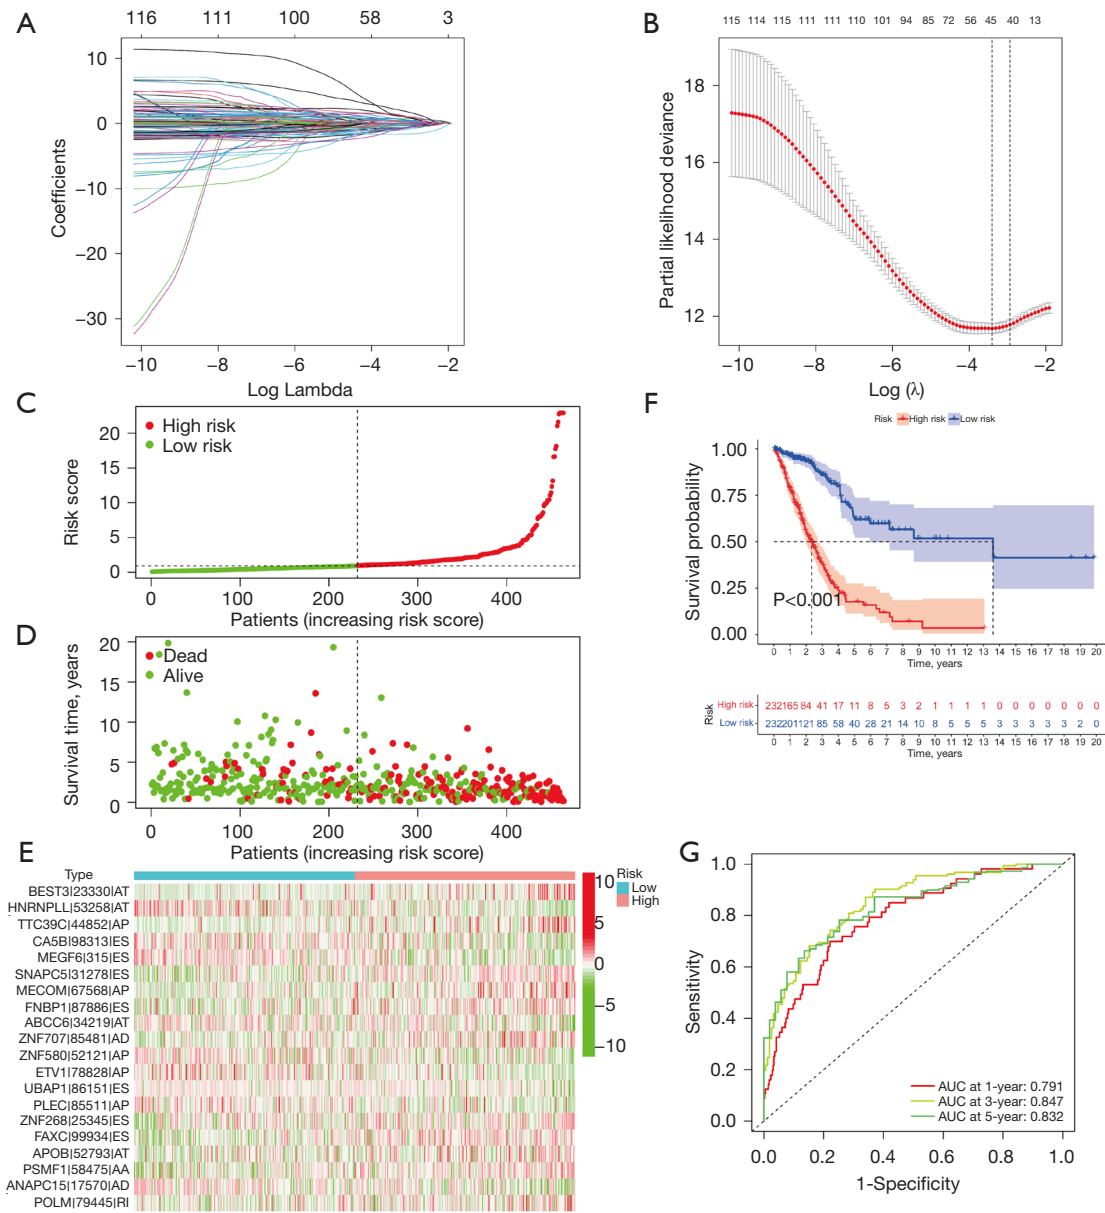 A
116 111 100 58 3
10
0
−10
−20
−30
Coefficients
−10 −8 −6 −4 −2
Log Lambda
B
115 114 115 111 111 110 101 94 85 72 56 45 40 13
18
16
14
12
Partial likelihood deviance
−10 −8 −6 −4 −2
Log (λ)
C
High risk
Low risk
20
15
10
5
0
Risk score
0 100 200 300 400
Patients (increasing risk score)
D
Dead
Alive
20
15
10
5
0
Survival time, years
0 100 200 300 400
Patients (increasing risk score)
F
Risk High risk Low risk
1.00
0.75
0.50
0.25
0.00
Survival probability
P<0.001
0 1 2 3 4 5 6 7 8 9 10 11 12 13 14 15 16 17 18 19 20
Time, years
Risk
High risk 232 165 84 41 17 11 8 5 3 2 1 1 1 1 0 0 0 0 0 0 0
Low risk 232 201 121 85 58 40 28 21 14 10 8 5 5 5 3 3 3 3 3 2 0
0 1 2 3 4 5 6 7 8 9 10 11 12 13 14 15 16 17 18 19 20
Time, years
E
Type
BEST3|23330|AT
HNRNPLL|53258|AT
TTC39C|44852|AP
CA5B|98313|ES
MEGF6|315|ES
SNAPC5|31278|ES
MECOM|67568|AP
FNBP1|87886|ES
ABCC6|34219|AT
ZNF707|85481|AD
ZNF580|52121|AP
ETV1|78828|AP
UBAP1|86151|ES
PLEC|85511|AP
ZNF268|25345|ES
FAXC|99934|ES
APOB|52793|AT
PSMF1|58475|AA
ANAPC15|17570|AD
POLM|79445|RI
10
5
0
−5
−10
Risk
Low
High
G
1.0
0.8
0.6
0.4
0.2
0.0
Sensitivity
AUC at 1-year: 0.791
AUC at 3-year: 0.847
AUC at 5-year: 0.832
0.0 0.2 0.4 0.6 0.8 1.0
1-Specificity